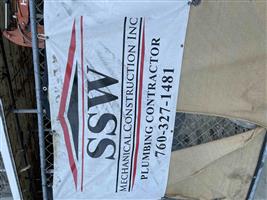 SSW
MECHANICAL CONSTRUCTION INC
PLUMBING CONTRACTOR
760-327-1481